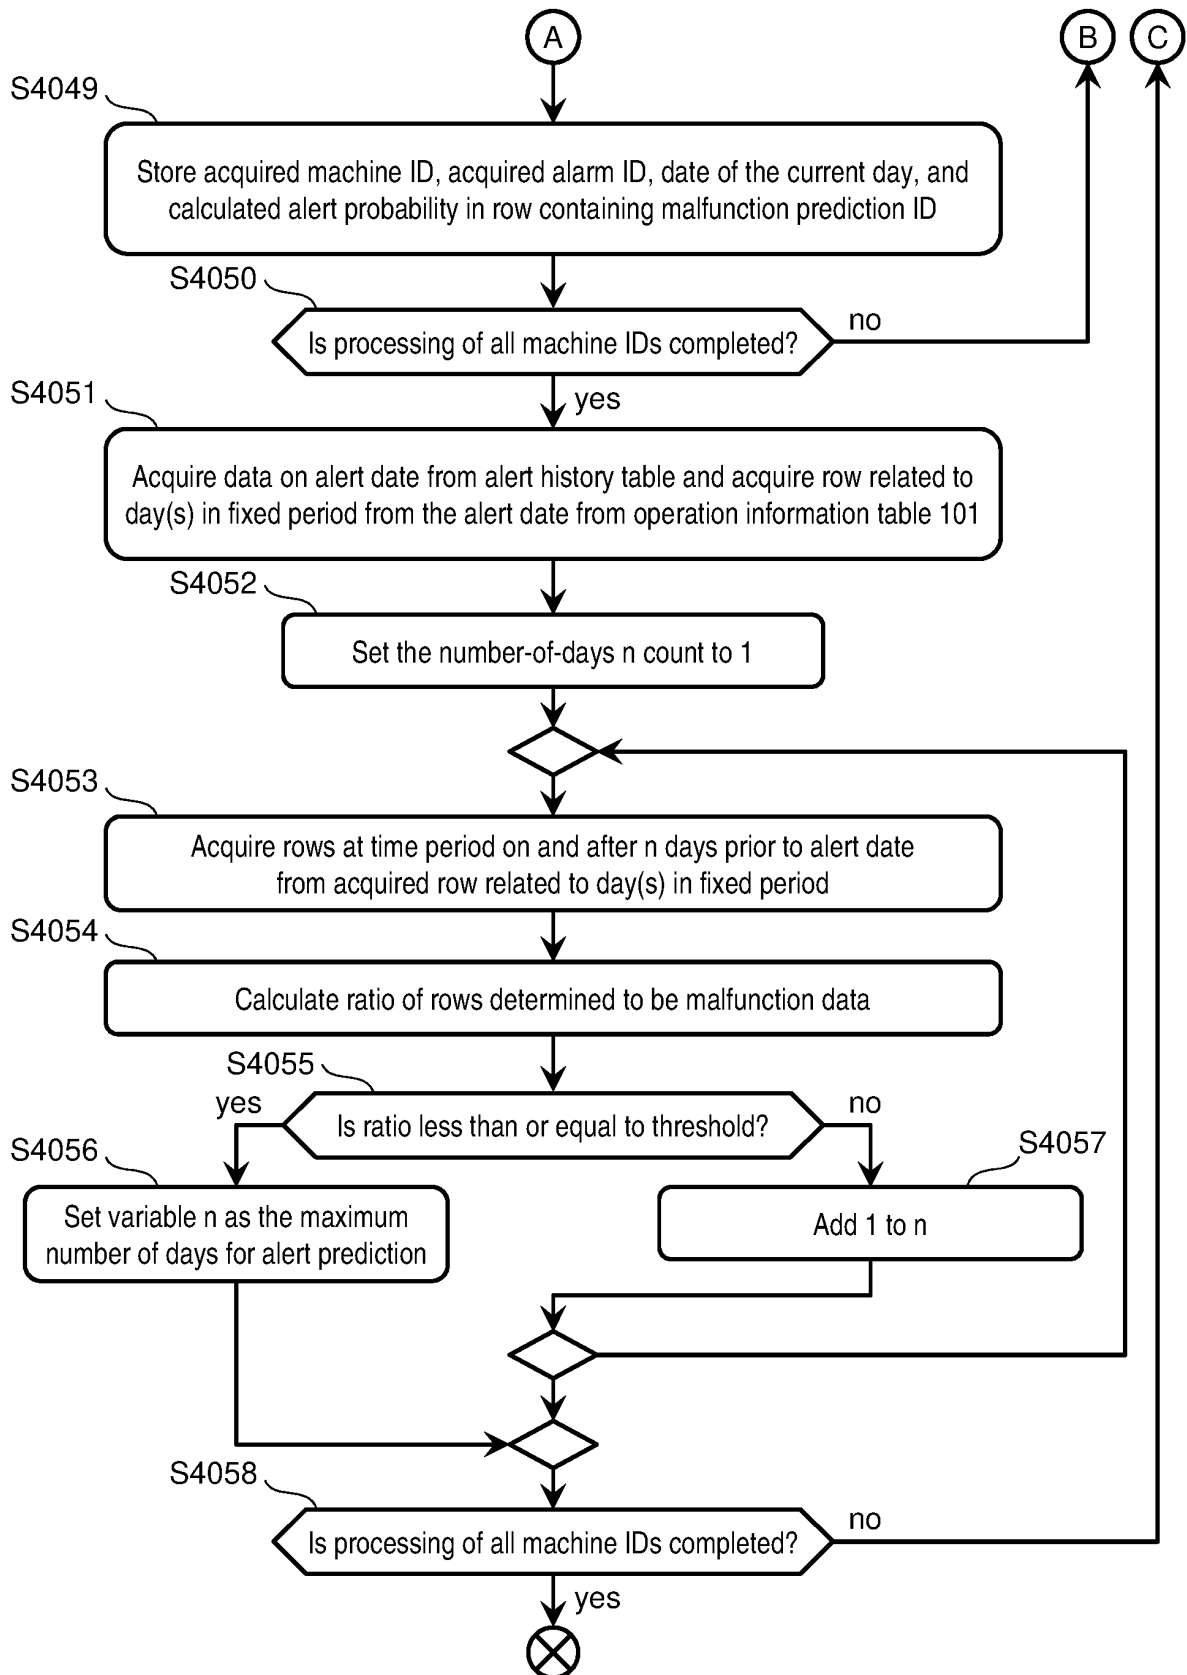 A
B
C
S4049
Store acquired machine ID, acquired alarm ID, date of the current day, and
calculated alert probability in row containing malfunction prediction ID
S4050
Is processing of all machine IDs completed?
no
yes
S4051
Acquire data on alert date from alert history table and acquire row related to
day(s) in fixed period from the alert date from operation information table 101
S4052
Set the number-of-days n count to 1
S4053
Acquire rows at time period on and after n days prior to alert date
from acquired row related to day(s) in fixed period
S4054
Calculate ratio of rows determined to be malfunction data
S4055
yes
Is ratio less than or equal to threshold?
no
S4056
Set variable n as the maximum
number of days for alert prediction
S4057
Add 1 to n
S4058
Is processing of all machine IDs completed?
no
yes